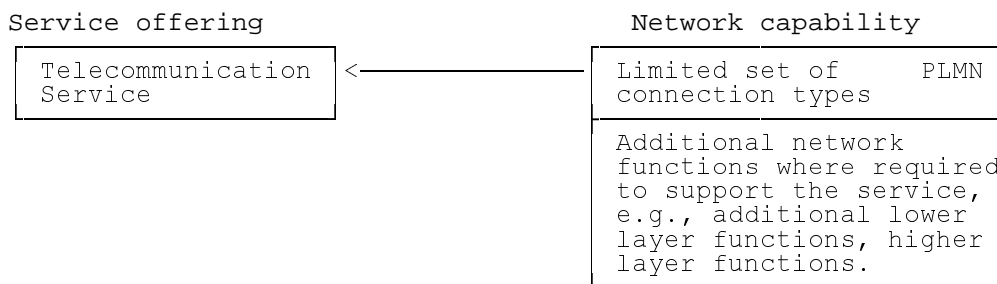 Service offering
Network capability
Telecommunication
Service
<
Limited set of PLMN
connection types
Additional network
functions where required
to support the service,
e.g., additional lower
layer functions, higher
layer functions.